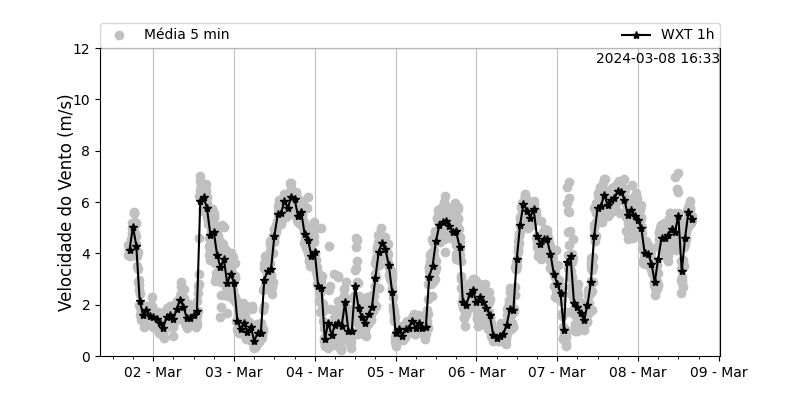 Média 5 min
WXT 1h
2024-03-08 16:33
Velocidade do Vento (m/s)
12
10
8
6
4
2
0
02 - Mar 03 - Mar 04 - Mar 05 - Mar 06 - Mar 07 - Mar 08 - Mar 09 - Mar